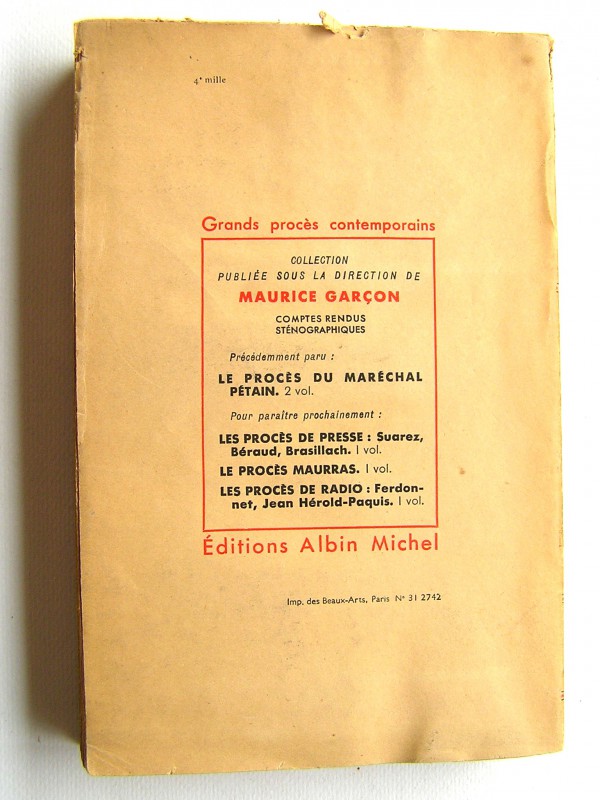 4e mille
Grands procès contemporains
COLLECTION
PUBLIÉE SOUS LA DIRECTION DE
MAURICE GARÇON
COMPTES RENDUS
STÉNOGRAPHIQUES
Précédemment paru :
LE PROCÈS DU MARÉCHAL
PÉTAIN. 2 vol.
Pour paraître prochainement :
LES PROCÈS DE PRESSE : Suarez,
Béraud, Brasillach. 1 vol.
LE PROCÈS MAURRAS. 1 vol.
LES PROCÈS DE RADIO : Ferdon-
net, Jean Hérold-Paquis. 1 vol.
Éditions Albin Michel
Imp. des Beaux-Arts, Paris N° 31 2742